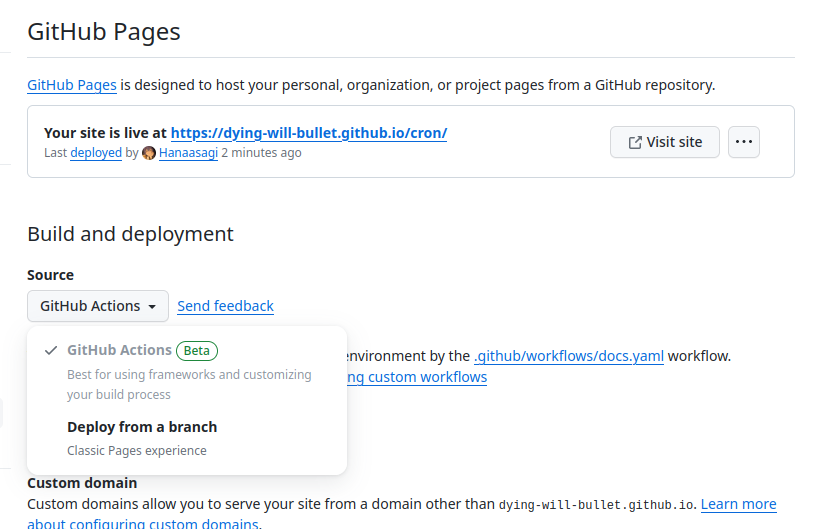 GitHub Pages
GitHub Pages is designed to host your personal, organization, or project pages from a GitHub repository.
Your site is live at https://dying-will-bullet.github.io/cron/
Last deployed by Hanaasagi 2 minutes ago
Visit site
Build and deployment
Source
GitHub Actions
Send feedback
GitHub Actions Beta
Best for using frameworks and customizing
your build process
Deploy from a branch
Classic Pages experience
environment by the .github/workflows/docs.yaml workflow.
custom workflows
Custom domain
Custom domains allow you to serve your site from a domain other than dying-will-bullet.github.io. Learn more
about configuring custom domains.